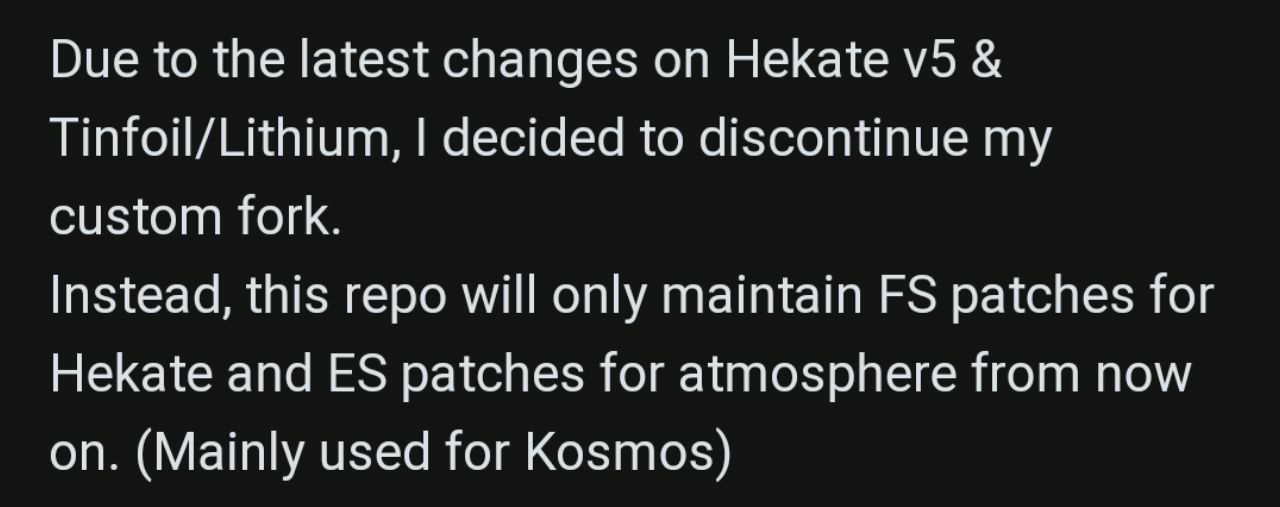 Due to the latest changes on Hekate v5 &
Tinfoil/Lithium, I decided to discontinue my
custom fork.
Instead, this repo will only maintain FS patches for
Hekate and ES patches for atmosphere from now
on. (Mainly used for Kosmos)